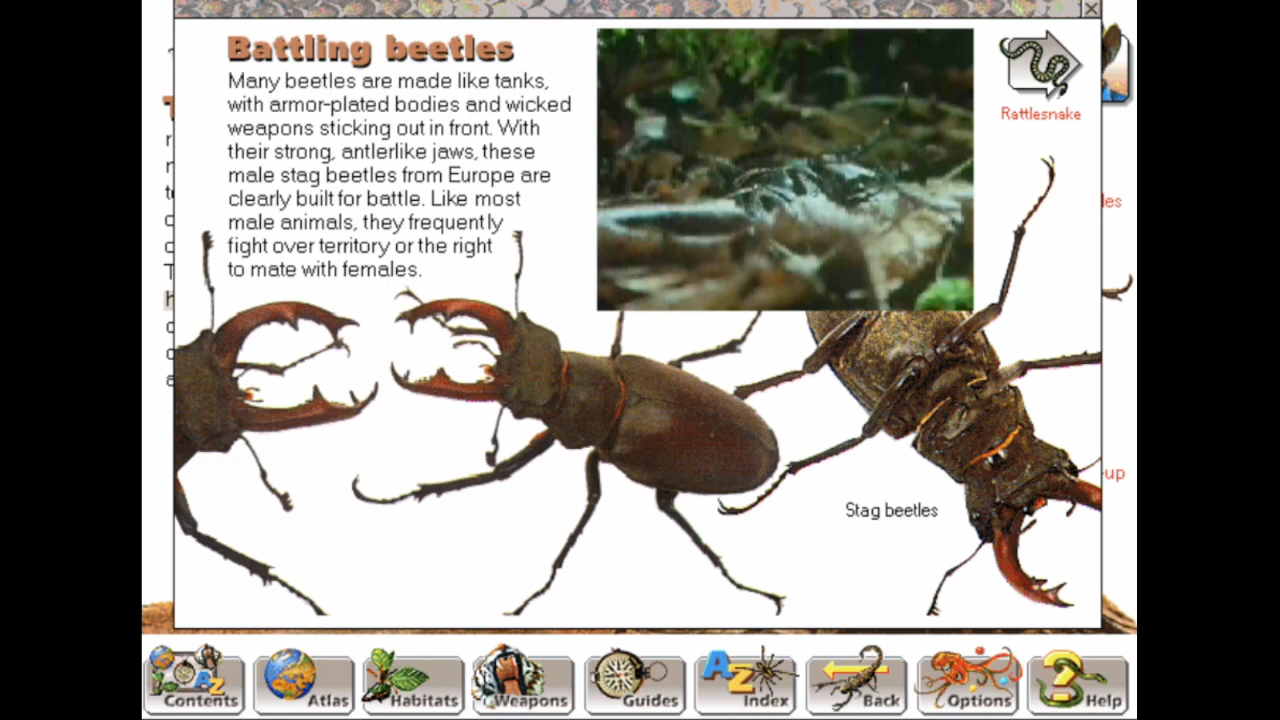 Battling beetles
Many beetles are made like tanks,
with armor-plated bodies and wicked
weapons sticking out in front. With
their strong, antlerlike jaws, these
male stag beetles from Europe are
clearly built for battle. Like most
male animals, they frequently
fight over territory or the right
to mate with females.
Rattlesnake
les
-up
Stag beetles
Contents
Atlas
Habitats
Weapons
Guides
AZ
Index
Back
Options
Help